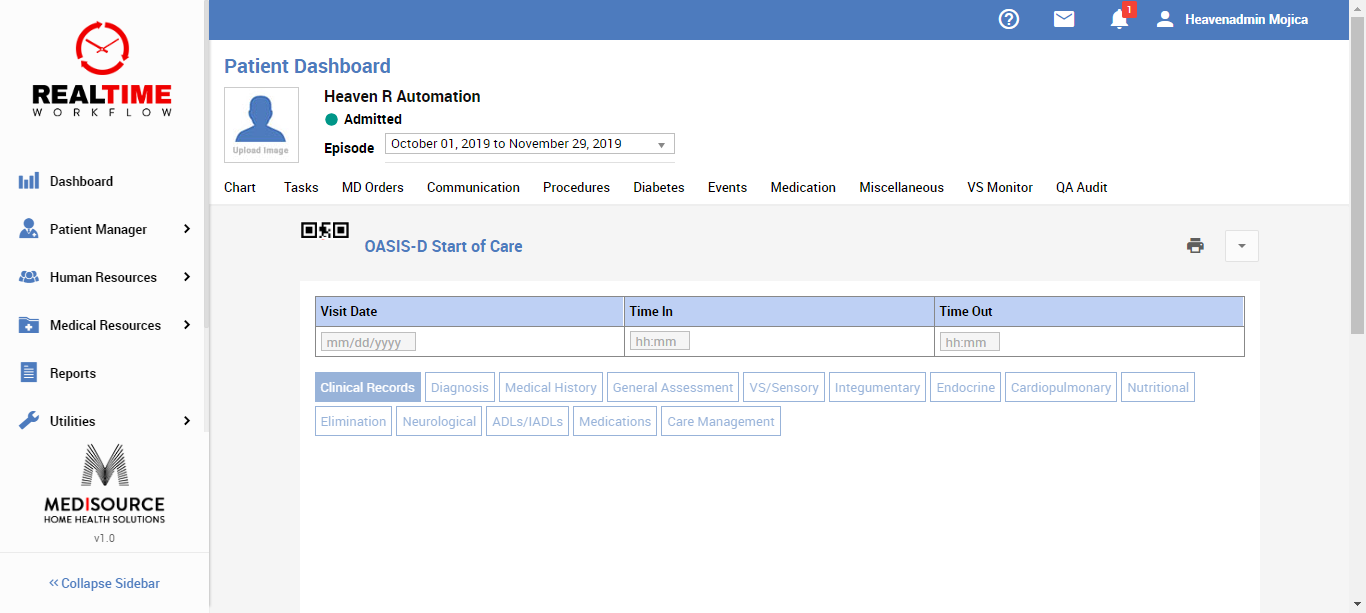 1
Heavenadmin Mojica
REALTIME
WORKFLOW
Dashboard
Patient Manager
Human Resources
Medical Resources
Reports
Utilities
MEDISOURCE
HOME HEALTH SOLUTIONS
v1.0
<< Collapse Sidebar
Patient Dashboard
Upload Image
Heaven R Automation
Admitted
Episode October 01, 2019 to November 29, 2019
Chart Tasks MD Orders Communication Procedures Diabetes Events Medication Miscellaneous VS Monitor QA Audit
OASIS-D Start of Care
Visit Date Time In Time Out
mm/dd/yyyy hh:mm hh:mm
Clinical Records Diagnosis Medical History General Assessment VS/Sensory Integumentary Endocrine Cardiopulmonary Nutritional
Elimination Neurological ADLs/IADLs Medications Care Management